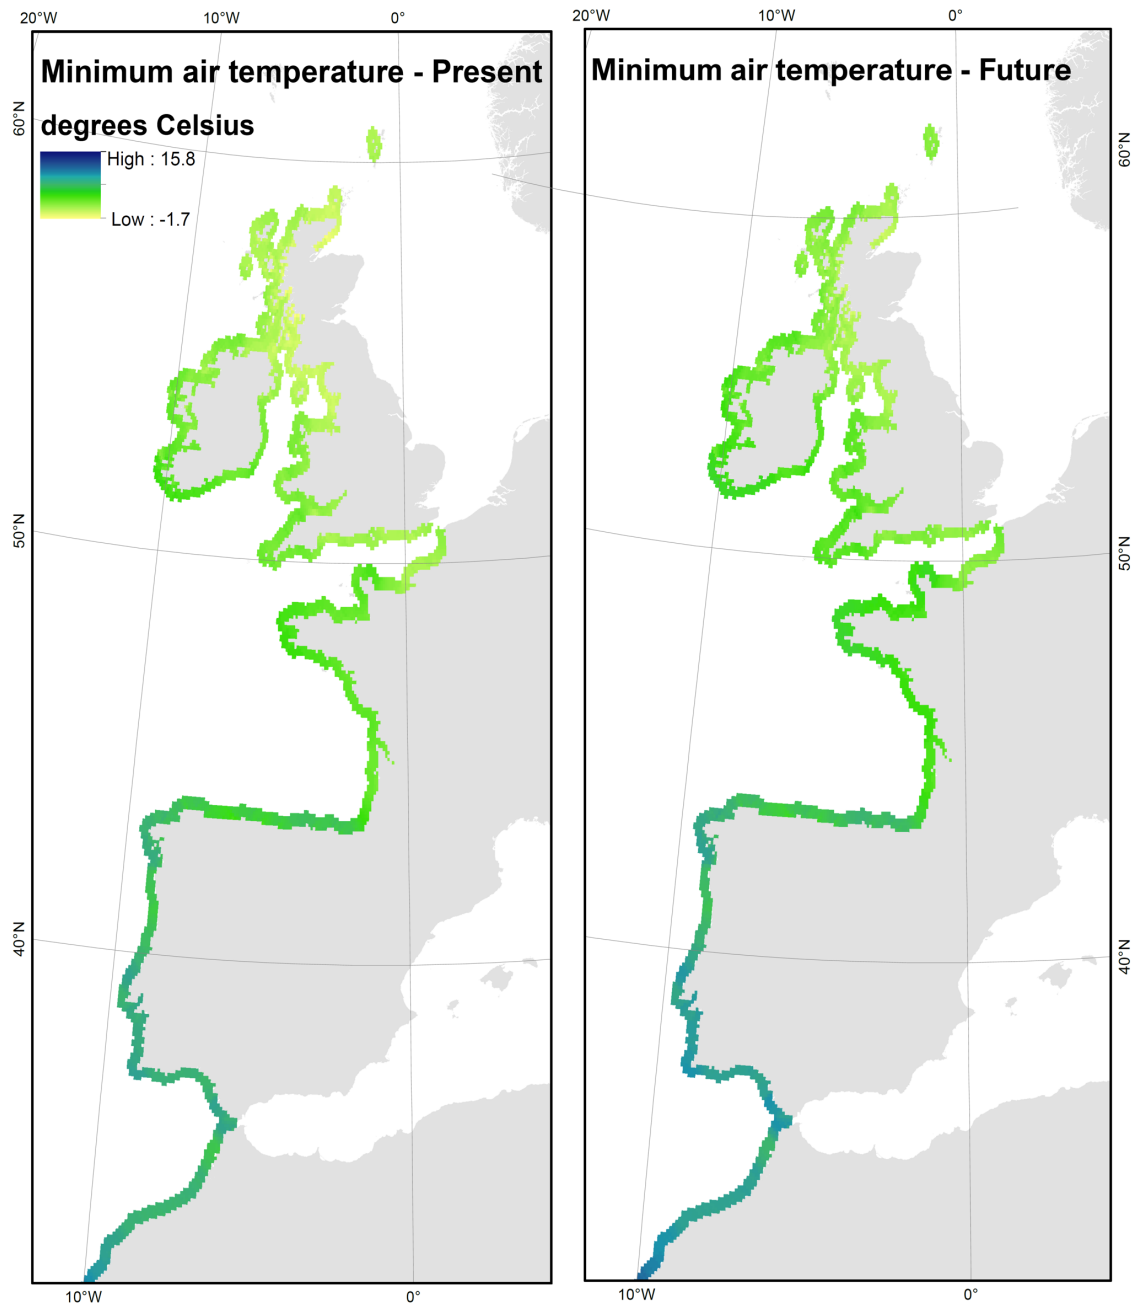 20°W 10°W 0° 20°W 10°W 0°
Minimum air temperature - Present
Minimum air temperature - Future
degrees Celsius
High : 15.8
Low : -1.7
60°N
60°N
50°N
50°N
40°N
40°N
10°W 0° 10°W 0°